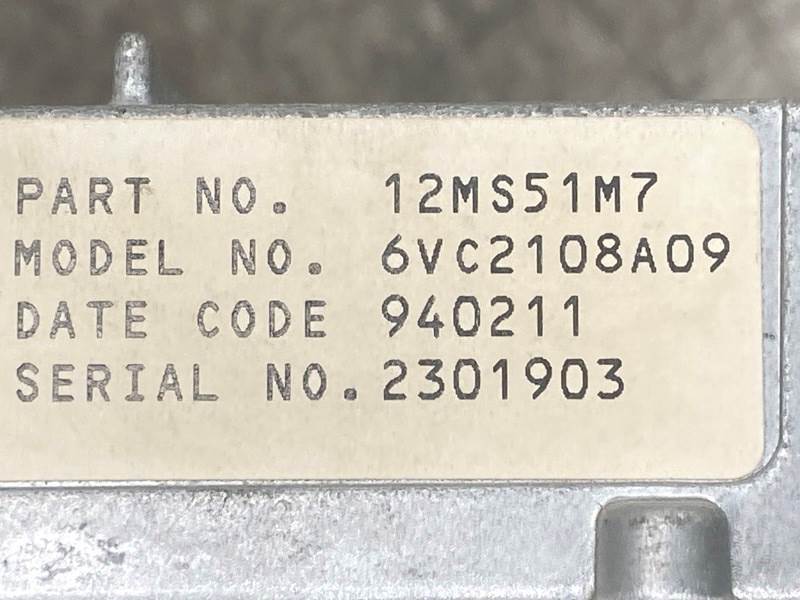 PART NO. 12MS51M7
MODEL NO. 6VC2108A09
DATE CODE 940211
SERIAL NO. 2301903